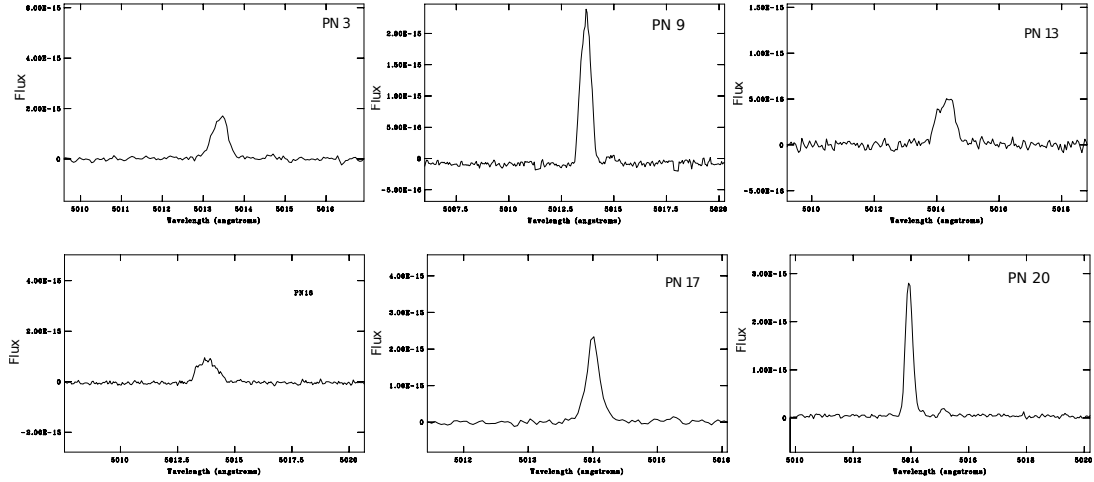 PN 3
6.00E-15
4.00E-15
2.00E-15
0
Flux
5010 5011 5012 5013 5014 5015 5016
Wavelength (angstroms)
PN 9
2.00E-15
1.50E-15
1.00E-15
5.00E-16
0
-5.00E-16
Flux
5007.5 5010 5012.5 5015 5017.5 5020
Wavelength (angstroms)
PN 13
1.50E-15
1.00E-15
5.00E-16
0
-5.00E-16
Flux
5010 5012 5014 5016 5018
Wavelength (angstroms)
PN16
4.00E-15
2.00E-15
0
-2.00E-15
Flux
5010 5012.5 5015 5017.5 5020
Wavelength (angstroms)
PN 17
4.00E-15
3.00E-15
2.00E-15
1.00E-15
0
Flux
5012 5013 5014 5015 5016
Wavelength (angstroms)
PN 20
3.00E-15
2.00E-15
1.00E-15
0
Flux
5010 5012 5014 5016 5018 5020
Wavelength (angstroms)